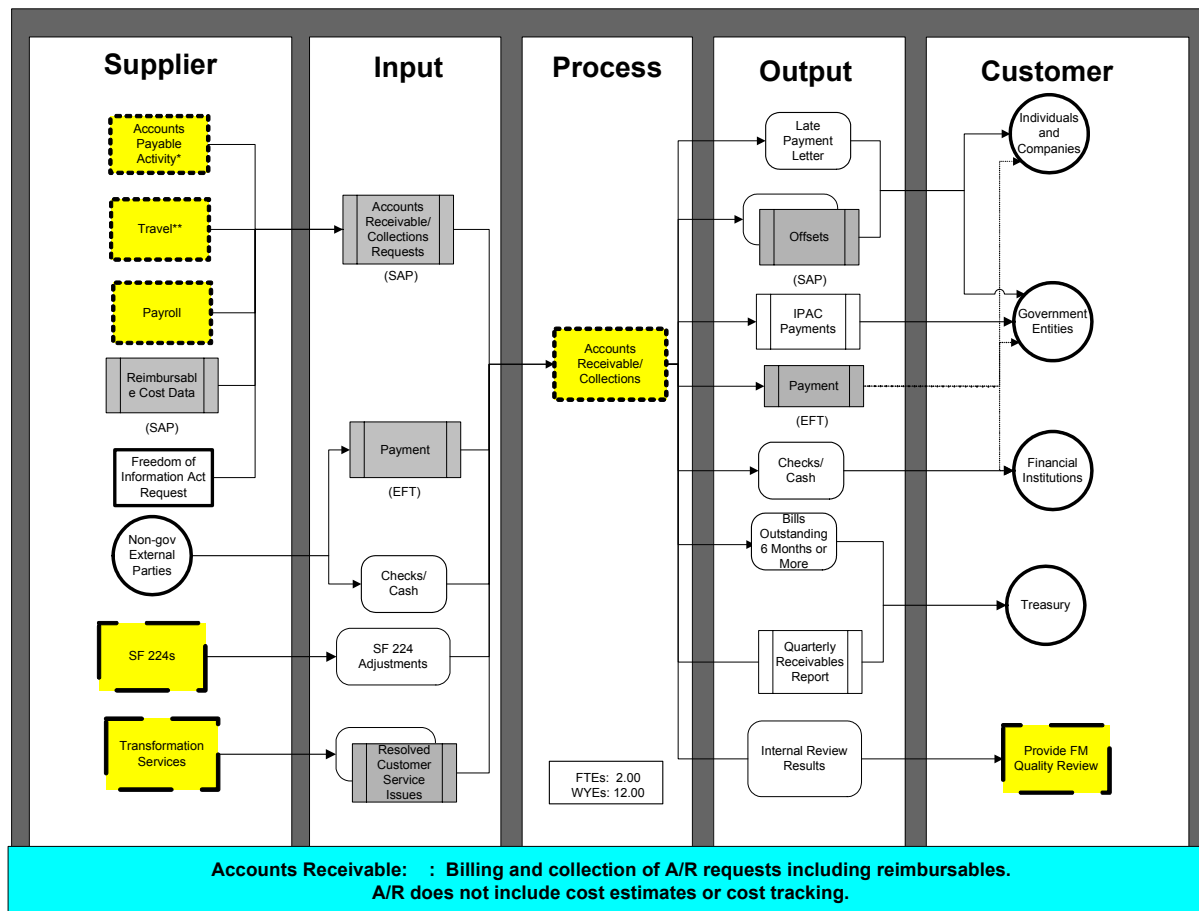 Supplier
Input
Process
Output
Customer
Accounts
Payable
Activity*
Travel**
Payroll
Reimbursabl
e Cost Data
(SAP)
Freedom of
Information Act
Request
Non-gov
External
Parties
SF 224s
Transformation
Services
Accounts
Receivable/
Collections
Requests
(SAP)
Payment
(EFT)
Checks/
Cash
SF 224
Adjustments
Resolved
Customer
Service
Issues
Accounts
Receivable/
Collections
FTEs: 2.00
WYEs: 12.00
Late
Payment
Letter
Offsets
(SAP)
IPAC
Payments
Payment
(EFT)
Checks/
Cash
Bills
Outstanding
6 Months or
More
Quarterly
Receivables
Report
Internal Review
Results
Individuals
and
Companies
Government
Entities
Financial
Institutions
Treasury
Provide FM
Quality Review
Accounts Receivable: : Billing and collection of A/R requests including reimbursables.
A/R does not include cost estimates or cost tracking.